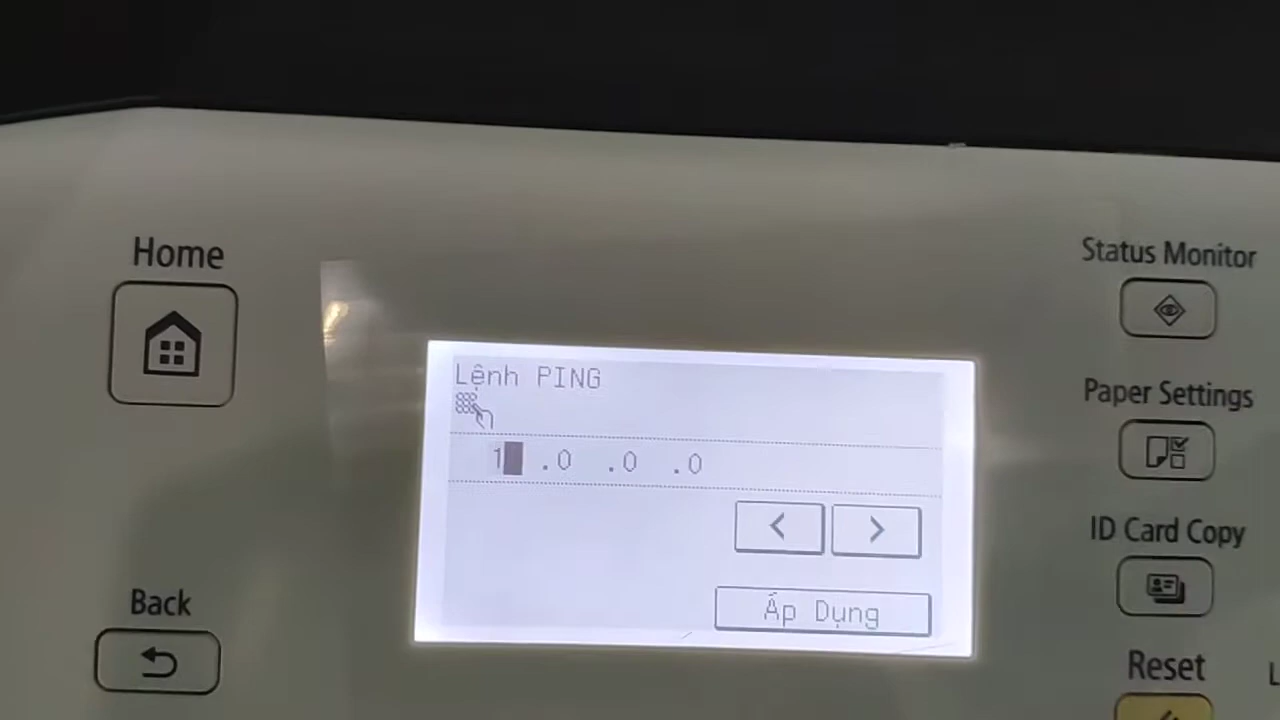 Home
Status Monitor
Lệnh PING
1 .0 .0 .0
Paper Settings
< >
ID Card Copy
Back
Áp Dụng
Reset